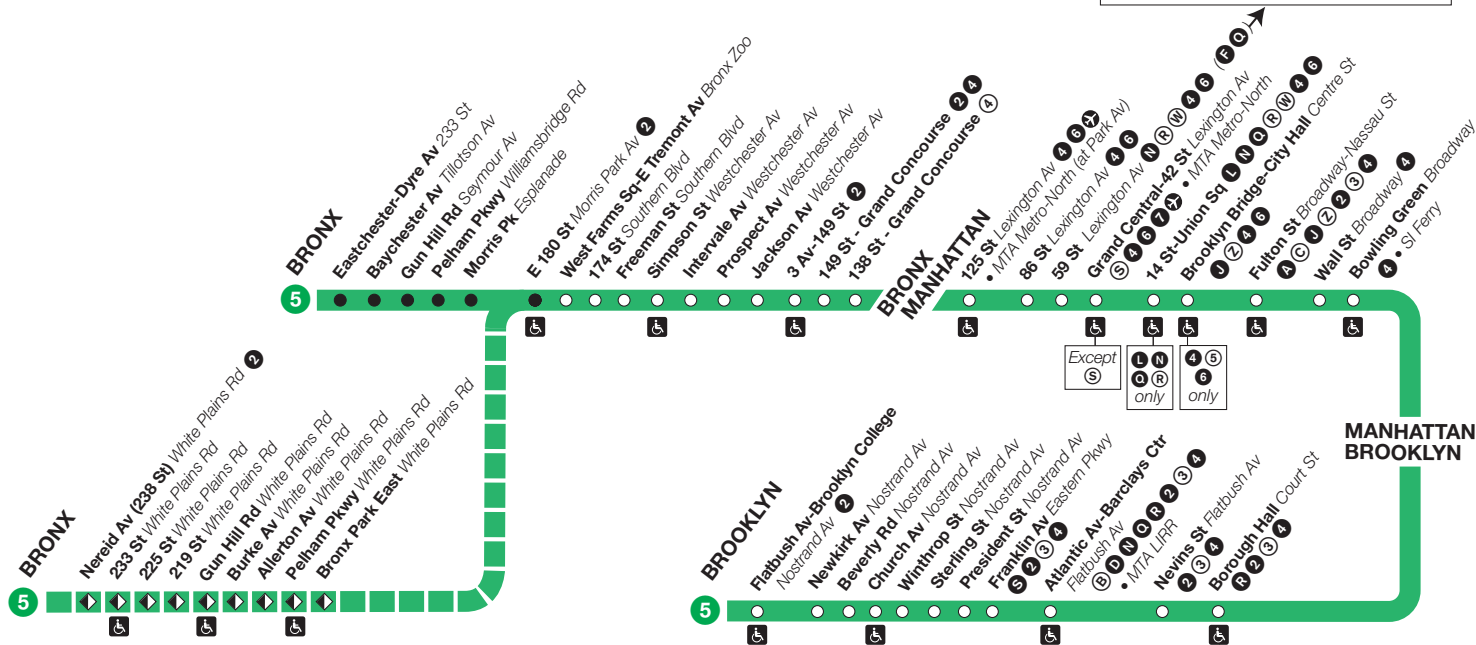 BRONX
5
Eastchester-Dyre Av 233 St
Baychester Av Tillotson Av
Gun Hill Rd Seymour Av
Pelham Pkwy Williamsbridge Rd
Morris Pk Esplanade
E 180 St Morris Park Av 2
West Farms Sq-E Tremont Av Bronx Zoo
174 St Southern Blvd
Freeman St Southern Blvd
Simpson St Westchester Av
Intervale Av Westchester Av
Prospect Av Westchester Av
Jackson Av Westchester Av
3 Av-149 St 2
149 St - Grand Concourse 2 4
138 St - Grand Concourse 4
BRONX
MANHATTAN
125 St Lexington Av 4 6
• MTA Metro-North (at Park Av)
86 St Lexington Av 4 6
59 St Lexington Av N R W 4 6 (F Q)
Grand Central-42 St Lexington Av
S 4 6 7 • MTA Metro-North
14 St-Union Sq L N Q R W 4 6
Brooklyn Bridge-City Hall Centre St
J Z 4 6
Fulton St Broadway-Nassau St
A C J Z 2 3 4
Wall St Broadway 4
Bowling Green Broadway
4 • SI Ferry
Except
S
L N
Q R
only
4 5
6
only
MANHATTAN
BROOKLYN
BRONX
5
Nereid Av (238 St) White Plains Rd 2
233 St White Plains Rd
225 St White Plains Rd
219 St White Plains Rd
Gun Hill Rd White Plains Rd
Burke Av White Plains Rd
Allerton Av White Plains Rd
Pelham Pkwy White Plains Rd
Bronx Park East White Plains Rd
BROOKLYN
5
Flatbush Av-Brooklyn College
Nostrand Av 2
Newkirk Av Nostrand Av
Beverly Rd Nostrand Av
Church Av Nostrand Av
Winthrop St Nostrand Av
Sterling St Nostrand Av
President St Nostrand Av
Franklin Av Eastern Pkwy
S 2 3 4
Atlantic Av-Barclays Ctr
Flatbush Av
B D N Q R 2 3 4
• MTA LIRR
Nevins St Flatbush Av
2 3 4
Borough Hall Court St
R 2 3 4